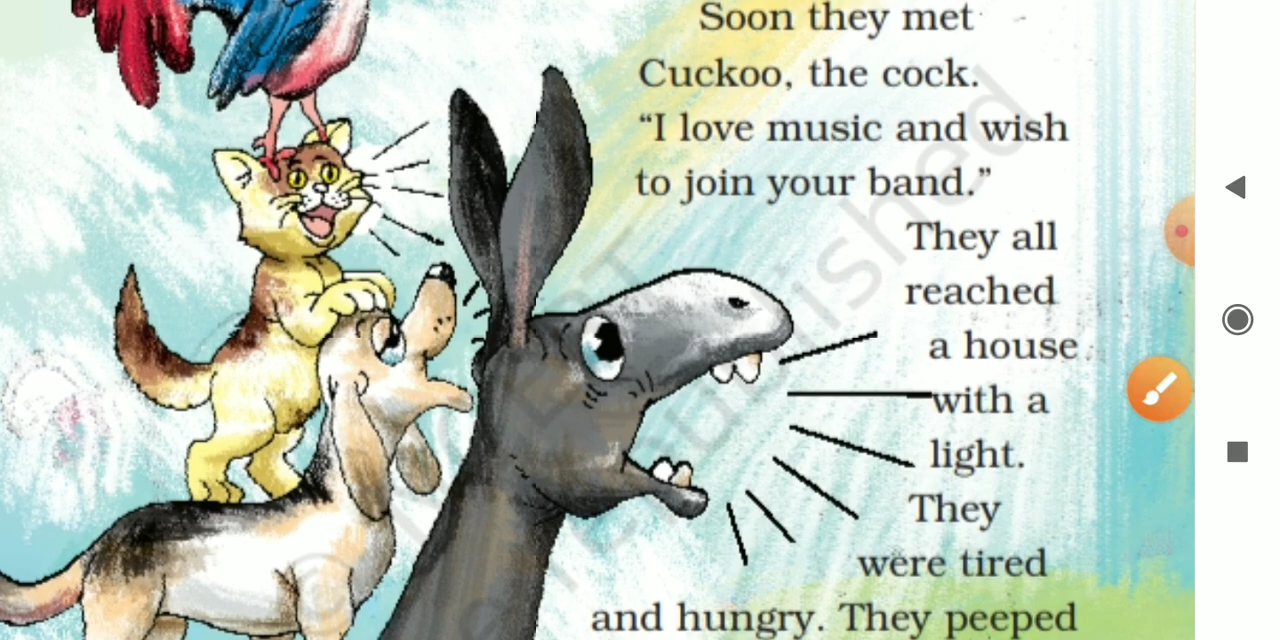 Soon they met
Cuckoo, the cock.
“I love music and wish
to join your band.”
They all
reached
a house
with a
light.
They
were tired
and hungry. They peeped